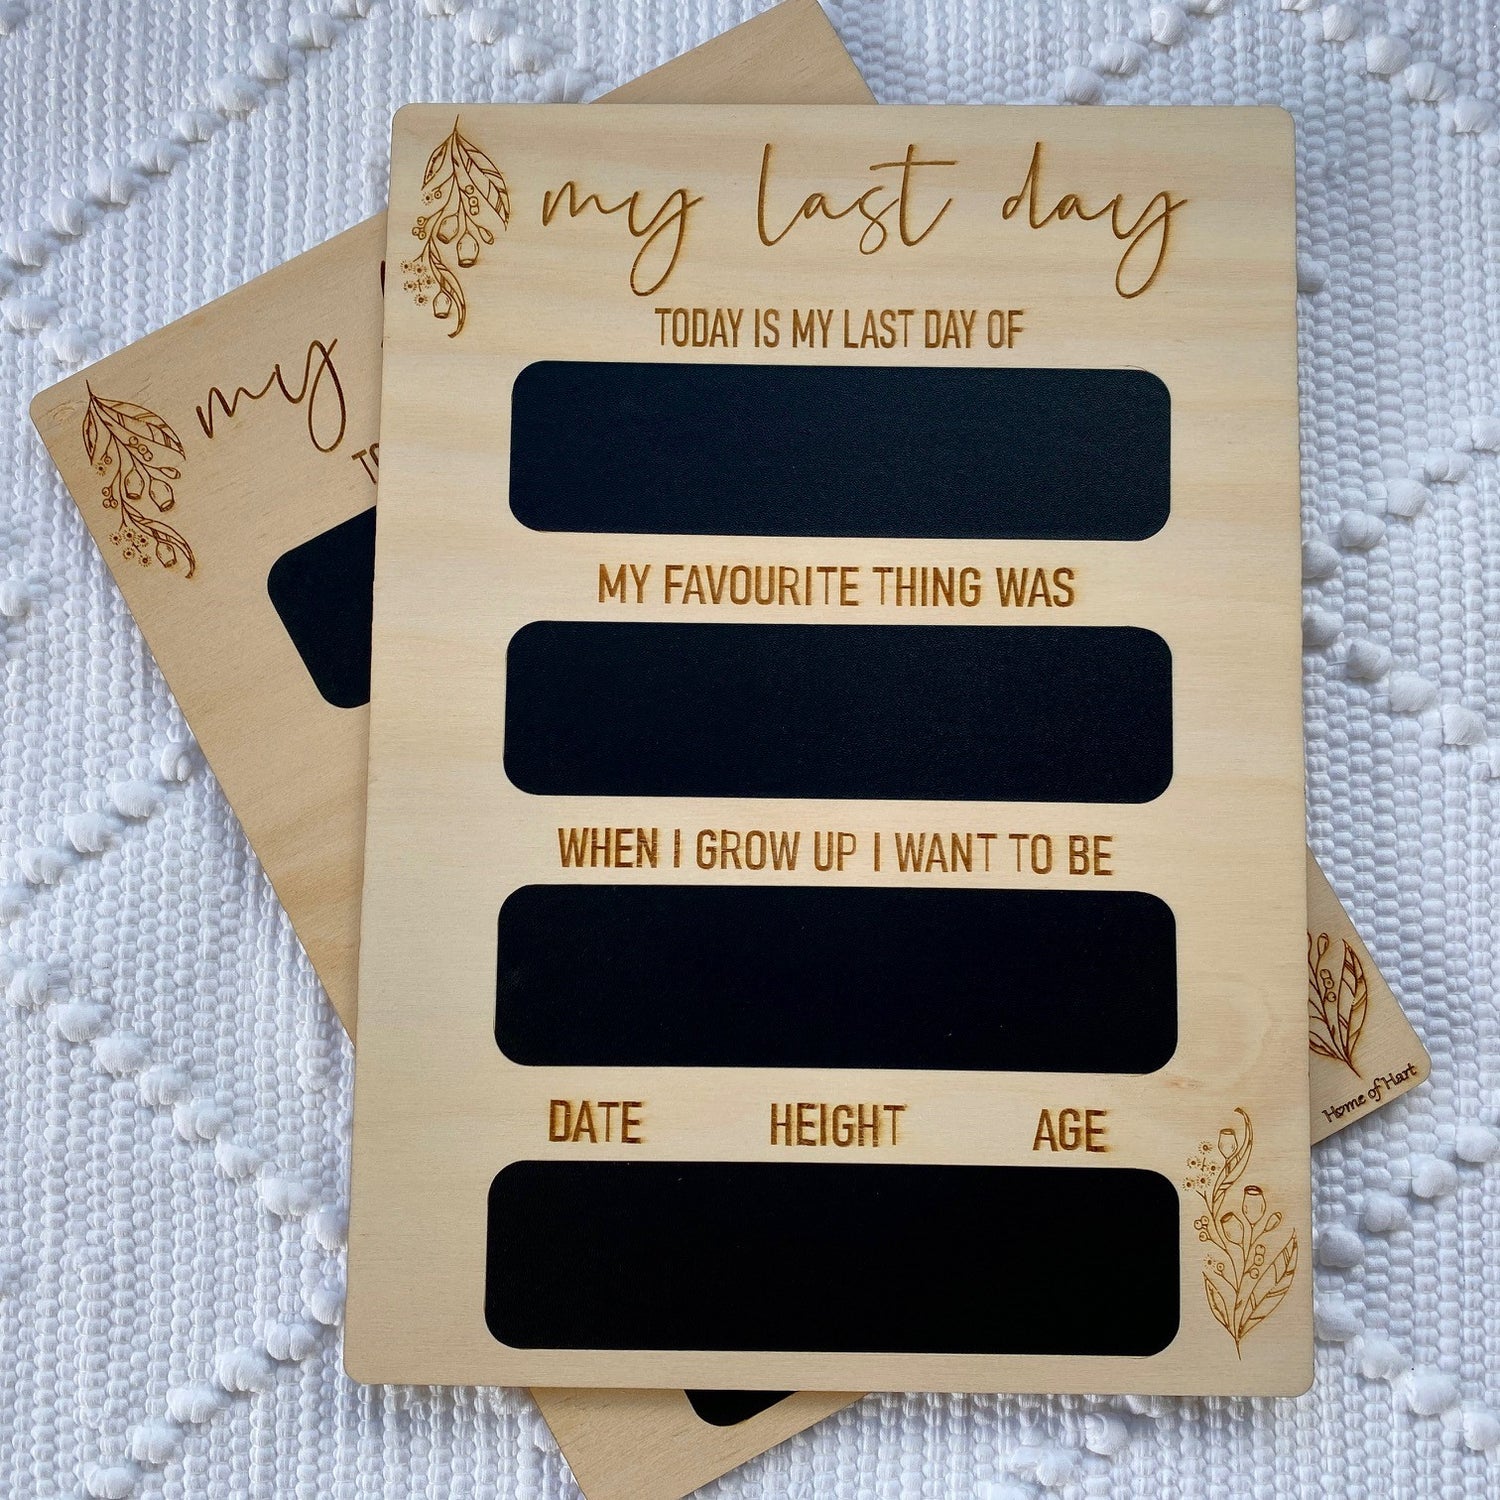 my last day
TODAY IS MY LAST DAY OF
MY FAVOURITE THING WAS
WHEN I GROW UP I WANT TO BE
DATE HEIGHT AGE
my
Home of Hart